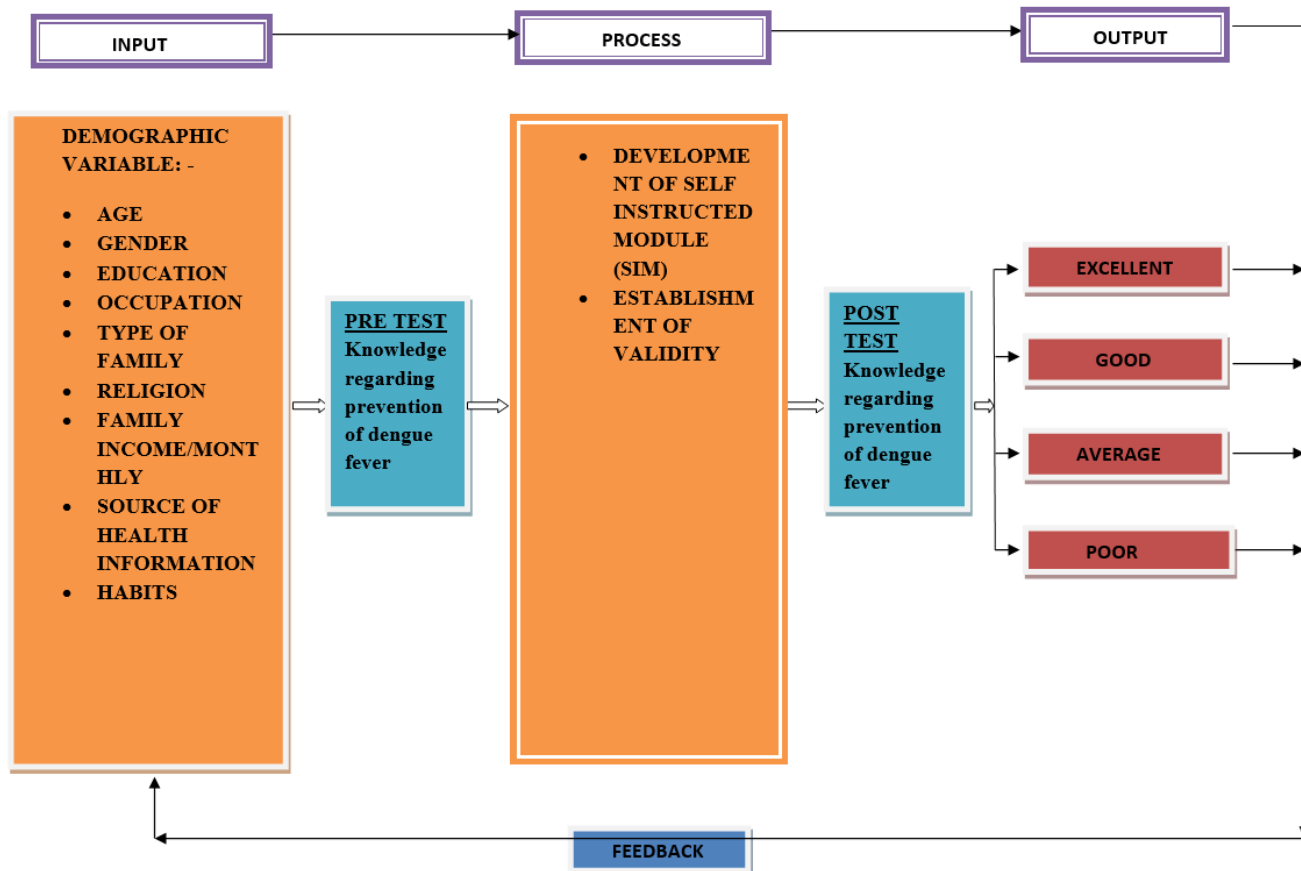 INPUT
PROCESS
OUTPUT
DEMOGRAPHIC
VARIABLE: -
• AGE
• GENDER
• EDUCATION
• OCCUPATION
• TYPE OF
FAMILY
• RELIGION
• FAMILY
INCOME/MONT
HLY
• SOURCE OF
HEALTH
INFORMATION
• HABITS
PRE TEST
Knowledge
regarding
prevention
of dengue
fever
• DEVELOPME
NT OF SELF
INSTRUCTED
MODULE
(SIM)
• ESTABLISHM
ENT OF
VALIDITY
POST
TEST
Knowledge
regarding
prevention
of dengue
fever
EXCELLENT
GOOD
AVERAGE
POOR
FEEDBACK